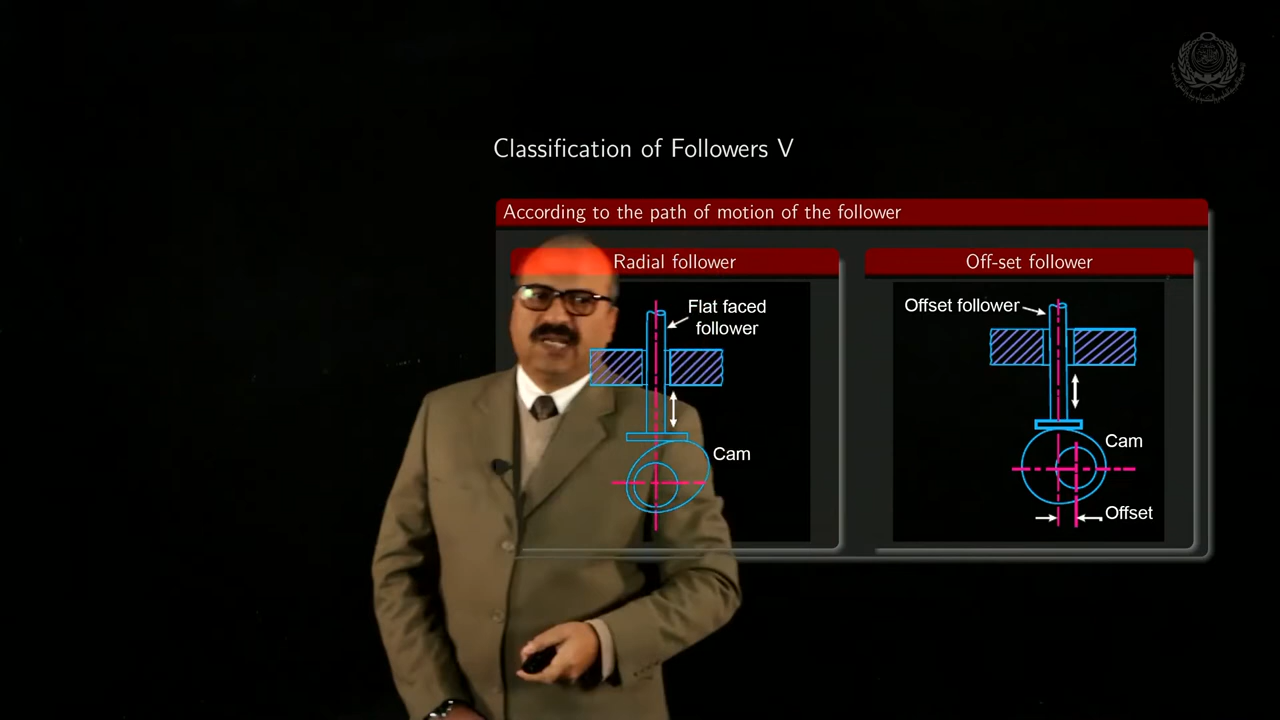 Classification of Followers V
According to the path of motion of the follower
Radial follower
Flat faced
follower
Cam
Off-set follower
Offset follower
Cam
Offset